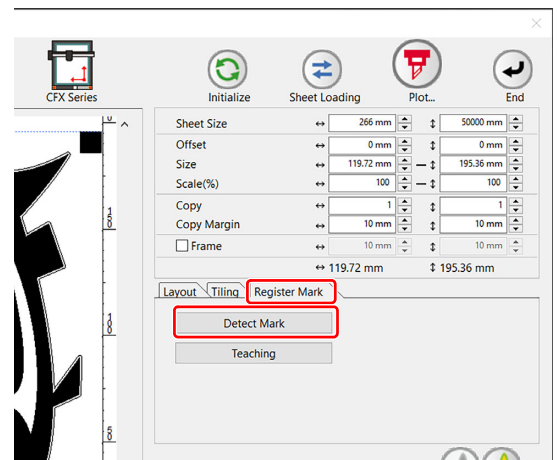 CFX Series
Initialize
Sheet Loading
Plot...
End
Sheet Size ↔ 266 mm ↕ 50000 mm
Offset ↔ 0 mm ↕ 0 mm
Size ↔ 119.72 mm — ↕ 195.36 mm
Scale(%) ↔ 100 — ↕ 100
Copy ↔ 1 ↕ 1
Copy Margin ↔ 10 mm ↕ 10 mm
Frame ↔ 10 mm ↕ 10 mm
↔ 119.72 mm ↕ 195.36 mm
Layout Tiling Register Mark
Detect Mark
Teaching